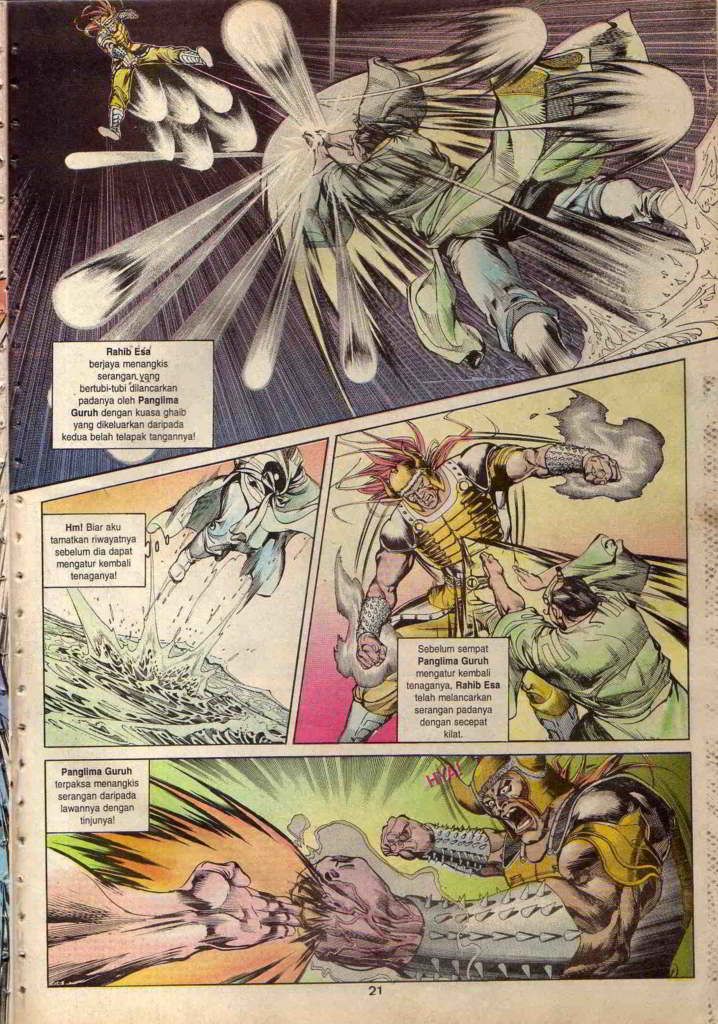 Rahib Esa
berjaya menangkis
serangan yang
bertubi-tubi dilancarkan
padanya oleh Panglima
Guruh dengan kuasa ghaib
yang dikeluarkan daripada
kedua belah telapak tangannya!
Hm! Biar aku
tamatkan riwayatnya
sebelum dia dapat
mengatur kembali
tenaganya!
Sebelum sempat
Panglima Guruh
mengatur kembali
tenaganya, Rahib Esa
telah melancarkan
serangan padanya
dengan secepat
kilat.
Panglima Guruh
terpaksa menangkis
serangan daripada
lawannya dengan
tinjunya!
HIYA!
21